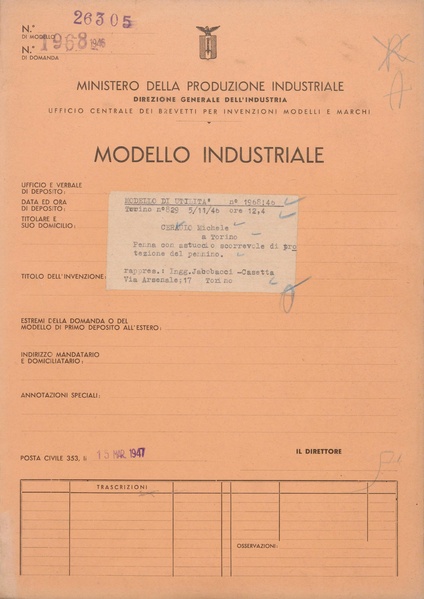 N.° 26305
DI MODELLO
N.° 1968/46
DI DOMANDA
MINISTERO DELLA PRODUZIONE INDUSTRIALE
DIREZIONE GENERALE DELL'INDUSTRIA
UFFICIO CENTRALE DEI BREVETTI PER INVENZIONI MODELLI E MARCHI
MODELLO INDUSTRIALE
UFFICIO E VERBALE
DI DEPOSITO:
DATA ED ORA
DI DEPOSITO:
TITOLARE E
SUO DOMICILIO:
MODELLO DI UTILITA' n° 1968/46
Torino n°829 5/11/46 ore 12,4
Michele
a Torino
Penna con astuccio scorrevole di pro
tezione del pennino.
rappres.: Ingg.Jacobacci -Casetta
Via Arsenale;17 Torino
TITOLO DELL'INVENZIONE:
ESTREMI DELLA DOMANDA O DEL
MODELLO DI PRIMO DEPOSITO ALL'ESTERO:
INDIRIZZO MANDATARIO
E DOMICILIATARIO:
ANNOTAZIONI SPECIALI:
POSTA CIVILE 353, li 15 MAR. 1947
IL DIRETTORE
TRASCRIZIONI
OSSERVAZIONI: